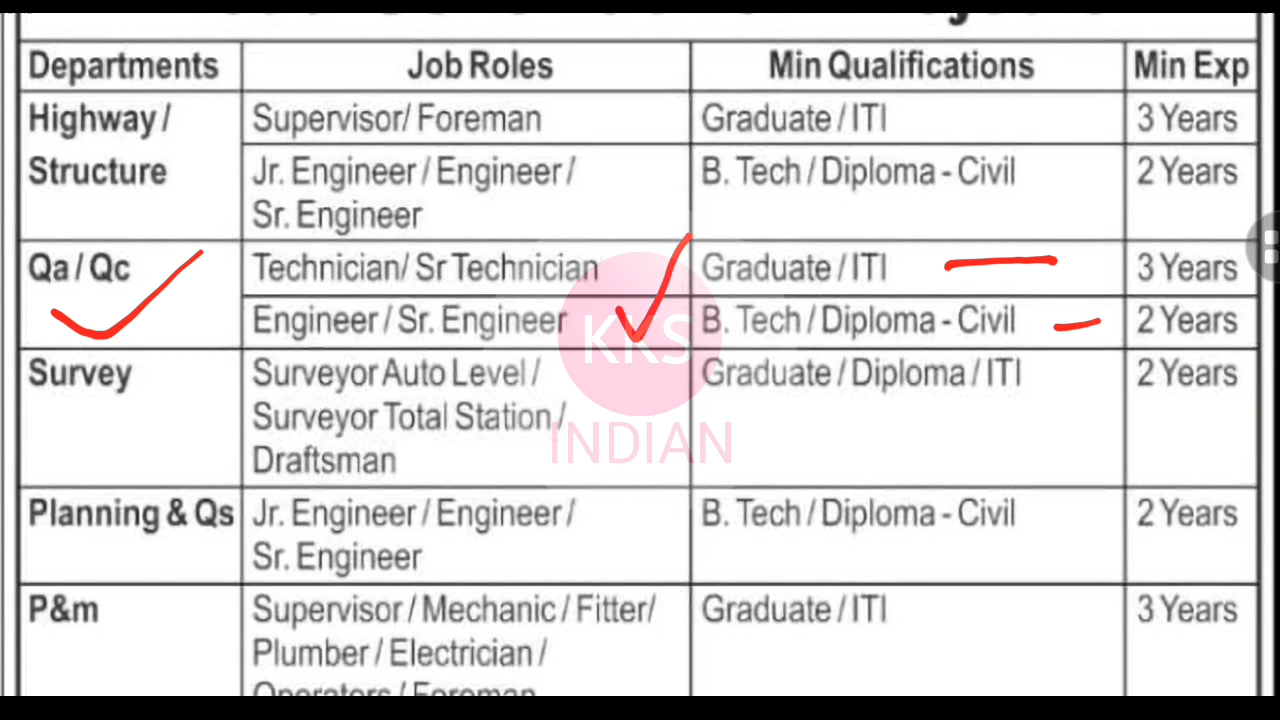 Departments Job Roles Min Qualifications Min Exp
Highway / Supervisor/ Foreman Graduate / ITI 3 Years
Structure Jr. Engineer / Engineer / B. Tech / Diploma - Civil 2 Years
Sr. Engineer
Qa / Qc Technician/ Sr Technician Graduate / ITI 3 Years
Engineer / Sr. Engineer B. Tech / Diploma - Civil 2 Years
KKS
Survey Surveyor Auto Level / Graduate / Diploma / ITI 2 Years
Surveyor Total Station /
INDIAN
Draftsman
Planning & Qs Jr. Engineer / Engineer / B. Tech / Diploma - Civil 2 Years
Sr. Engineer
P&m Supervisor / Mechanic / Fitter/ Graduate / ITI 3 Years
Plumber / Electrician /
Operators / Foreman